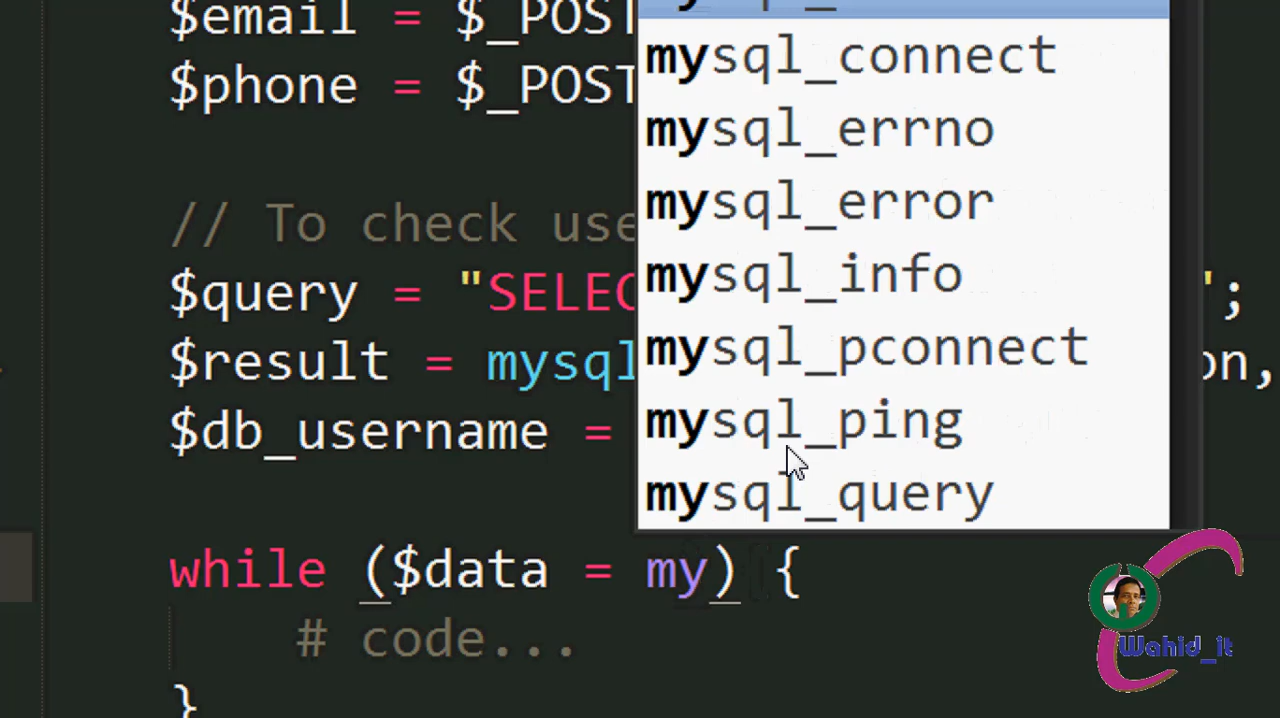 $email = $_POST
$phone = $_POST
// To check use
$query = "SELEC ';
$result = mysql on,
$db_username =
mysql_connect
mysql_errno
mysql_error
mysql_info
mysql_pconnect
mysql_ping
mysql_query
while ($data = my) {
# code...
}
Wahid_it